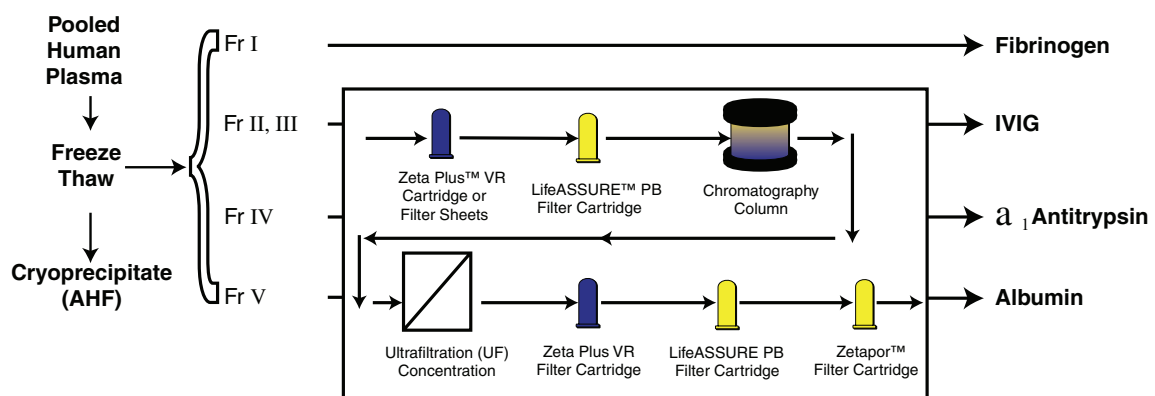 Pooled
Human
Plasma
Freeze
Thaw
Cryoprecipitate
(AHF)
Fr I
Fr II, III
Fr IV
Fr V
Zeta Plus™ VR
Cartridge or
Filter Sheets
LifeASSURE™ PB
Filter Cartridge
Chromatography
Column
Ultrafiltration (UF)
Concentration
Zeta Plus VR
Filter Cartridge
LifeASSURE PB
Filter Cartridge
Zetapor™
Filter Cartridge
Fibrinogen
IVIG
a 1 Antitrypsin
Albumin